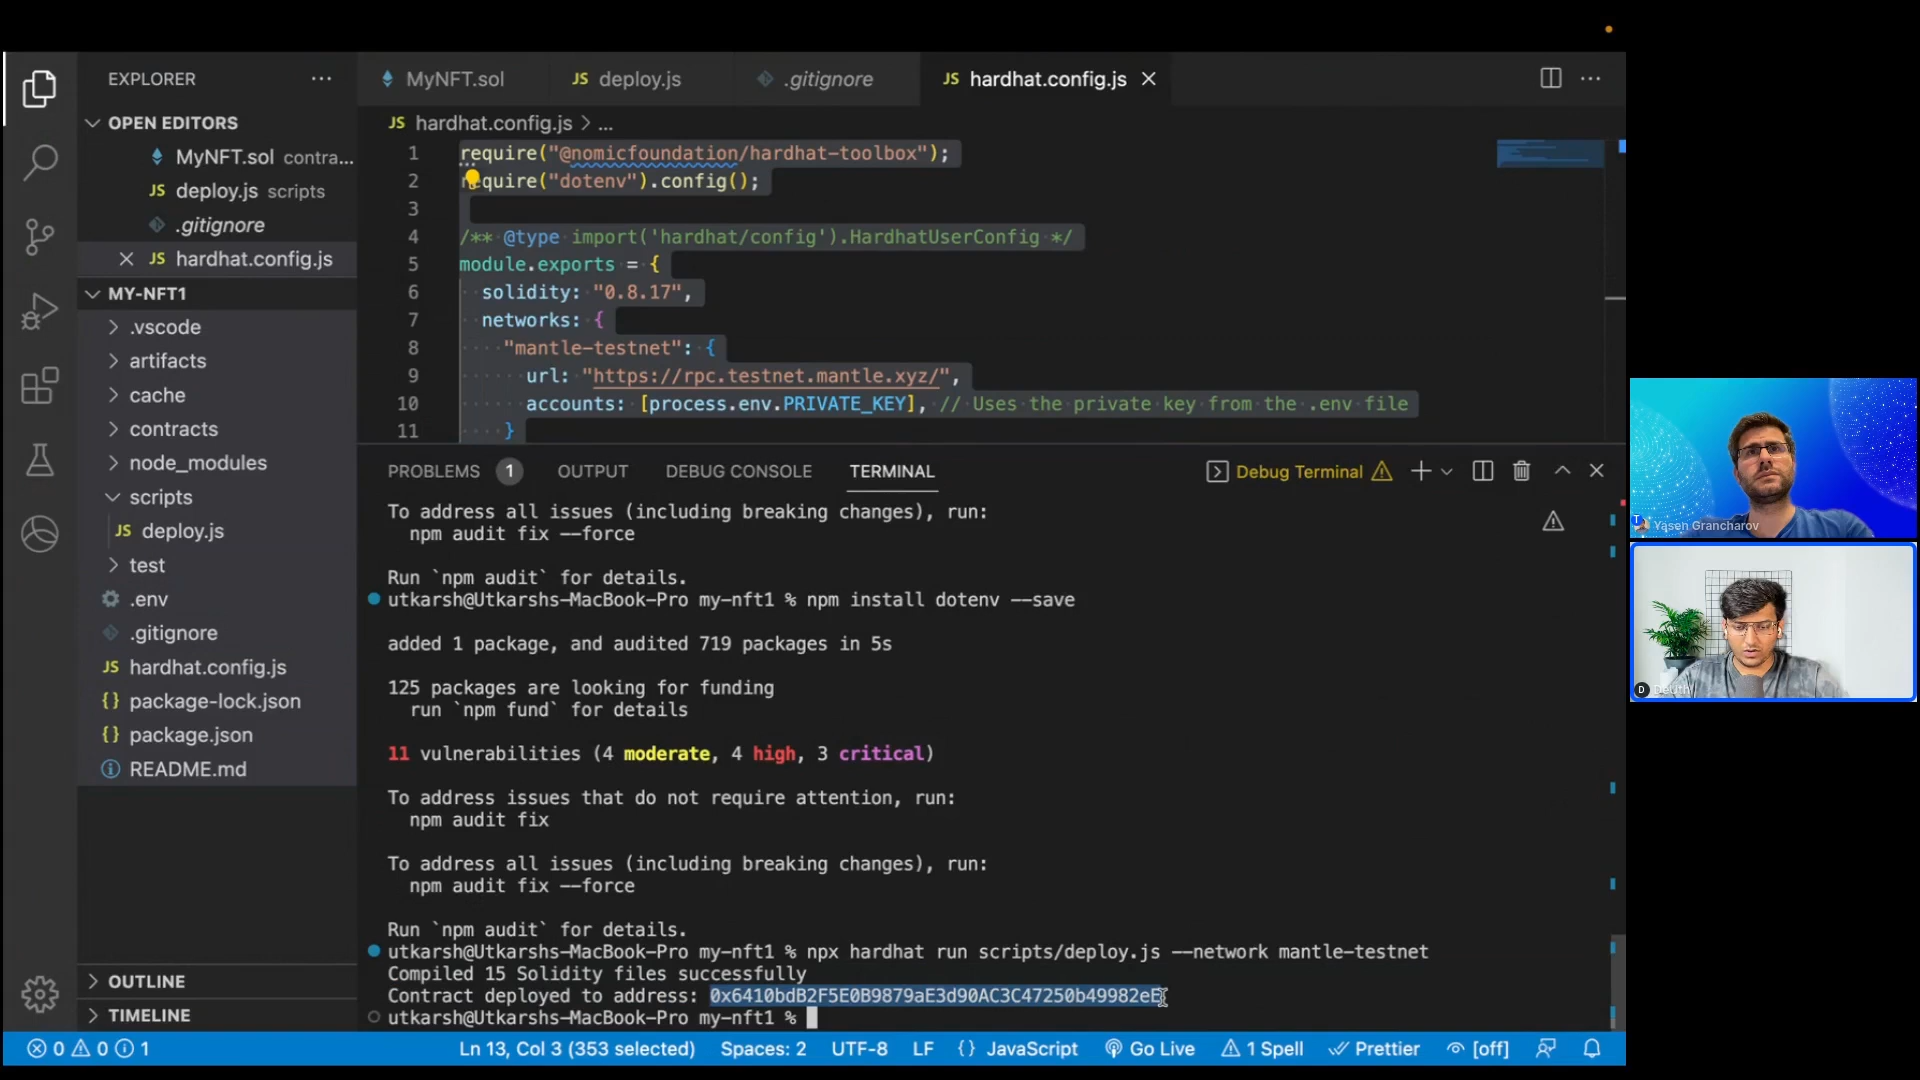 EXPLORER
OPEN EDITORS
MyNFT.sol contra...
deploy.js scripts
.gitignore
hardhat.config.js
MY-NFT1
.vscode
artifacts
cache
contracts
node_modules
scripts
deploy.js
test
.env
.gitignore
hardhat.config.js
package-lock.json
package.json
README.md
OUTLINE
TIMELINE
MyNFT.sol
JS deploy.js
.gitignore
JS hardhat.config.js
JS hardhat.config.js > ...
1 require("@nomicfoundation/hardhat-toolbox");
2 require("dotenv").config();
3
4 /** @type import('hardhat/config').HardhatUserConfig */
5 module.exports = {
6 solidity: "0.8.17",
7 networks: {
8 "mantle-testnet": {
9 url: "https://rpc.testnet.mantle.xyz/",
10 accounts: [process.env.PRIVATE_KEY], // Uses the private key from the .env file
11 }
PROBLEMS 1 OUTPUT DEBUG CONSOLE TERMINAL
Debug Terminal
To address all issues (including breaking changes), run:
npm audit fix --force
Run `npm audit` for details.
utkarsh@Utkarshs-MacBook-Pro my-nft1 % npm install dotenv --save
added 1 package, and audited 719 packages in 5s
125 packages are looking for funding
run `npm fund` for details
11 vulnerabilities (4 moderate, 4 high, 3 critical)
To address issues that do not require attention, run:
npm audit fix
To address all issues (including breaking changes), run:
npm audit fix --force
Run `npm audit` for details.
utkarsh@Utkarshs-MacBook-Pro my-nft1 % npx hardhat run scripts/deploy.js --network mantle-testnet
Compiled 15 Solidity files successfully
Contract deployed to address: 0x6410bdB2F5E0B9879aE3d90AC3C47250b49982eE
utkarsh@Utkarshs-MacBook-Pro my-nft1 %
0 0 1
Ln 13, Col 3 (353 selected)
Spaces: 2
UTF-8
LF
{} JavaScript
Go Live
1 Spell
Prettier
[off]
Yasen Grancharov